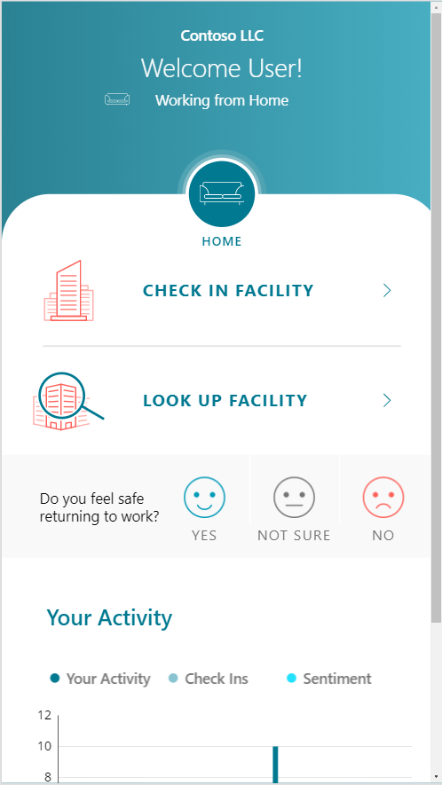 Contoso LLC
Welcome User!
Working from Home
HOME
CHECK IN FACILITY
LOOK UP FACILITY
Do you feel safe
returning to work?
YES
NOT SURE
NO
Your Activity
Your Activity
Check Ins
Sentiment
12
10
8